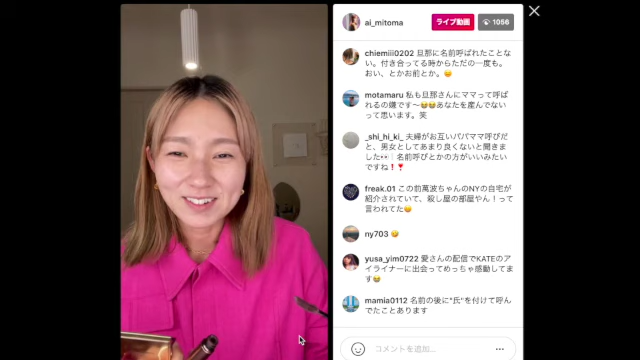 ai_mitoma
ライブ動画
1056
chiemiii0202 旦那に名前呼ばれたことな
い。付き合ってる時からただの一度も。
おい、とかお前とか。😑
motamaru 私も旦那さんにママって呼ば
れるの嫌です〜😂😂あなたを産んでない
って思います。笑
_shi_hi_ki_ 夫婦がお互いパパママ呼びだ
と、男女としてあまり良くないと聞きま
した👀❕名前呼びとかの方がいいみたい
ですね❗❣
freak.01 この前萬波ちゃんのNYの自宅が
紹介されていて、殺し屋の部屋やん！って
言われてた😄
ny703 🤣
yusa_yim0722 愛さんの配信でKATEのア
イライナーに出会ってめっちゃ感動してま
す😭
mamia0112 名前の後に"氏"を付けて呼ん
でたことあります
コメントを追加...